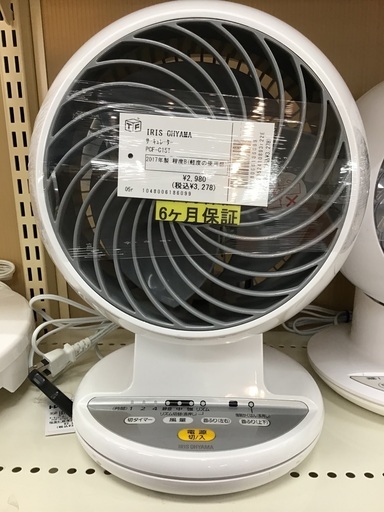 TF
IRIS OHYAMA
サーキュレーター
PCF-C15T
2017年製 軽度割軽度の使用感
¥2,980
(税込¥3,278)
6ヶ月保証
切タイマー
風量
首ふり(左右)
首ふり(上下)
電源
切/入
IRIS OHYAMA